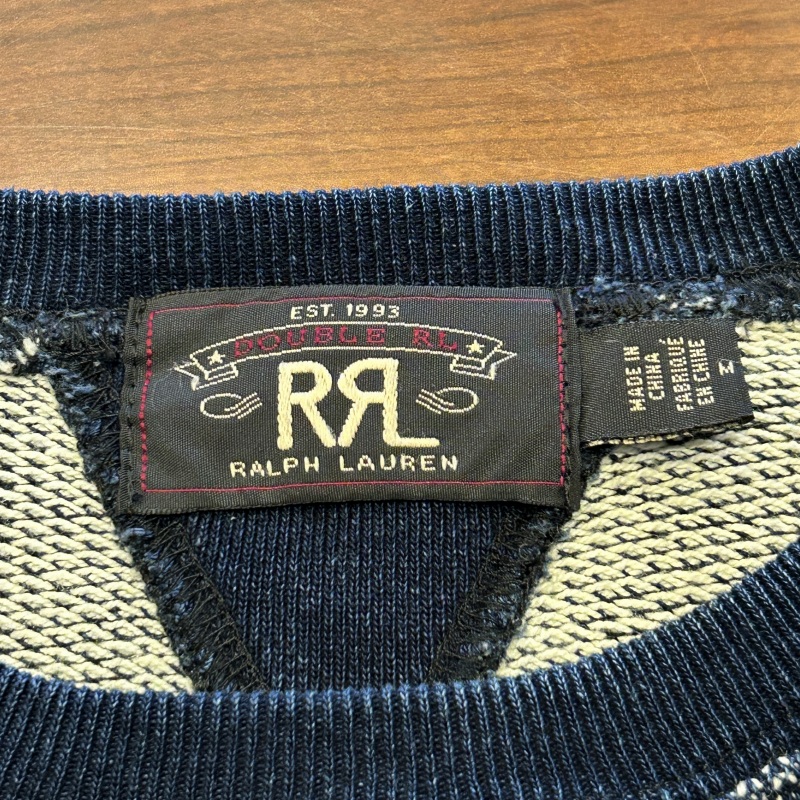 EST. 1993
DOUBLE RL
RRL
RALPH LAUREN
MADE IN
CHINA
FABRIQUÉ
EN CHINE
M